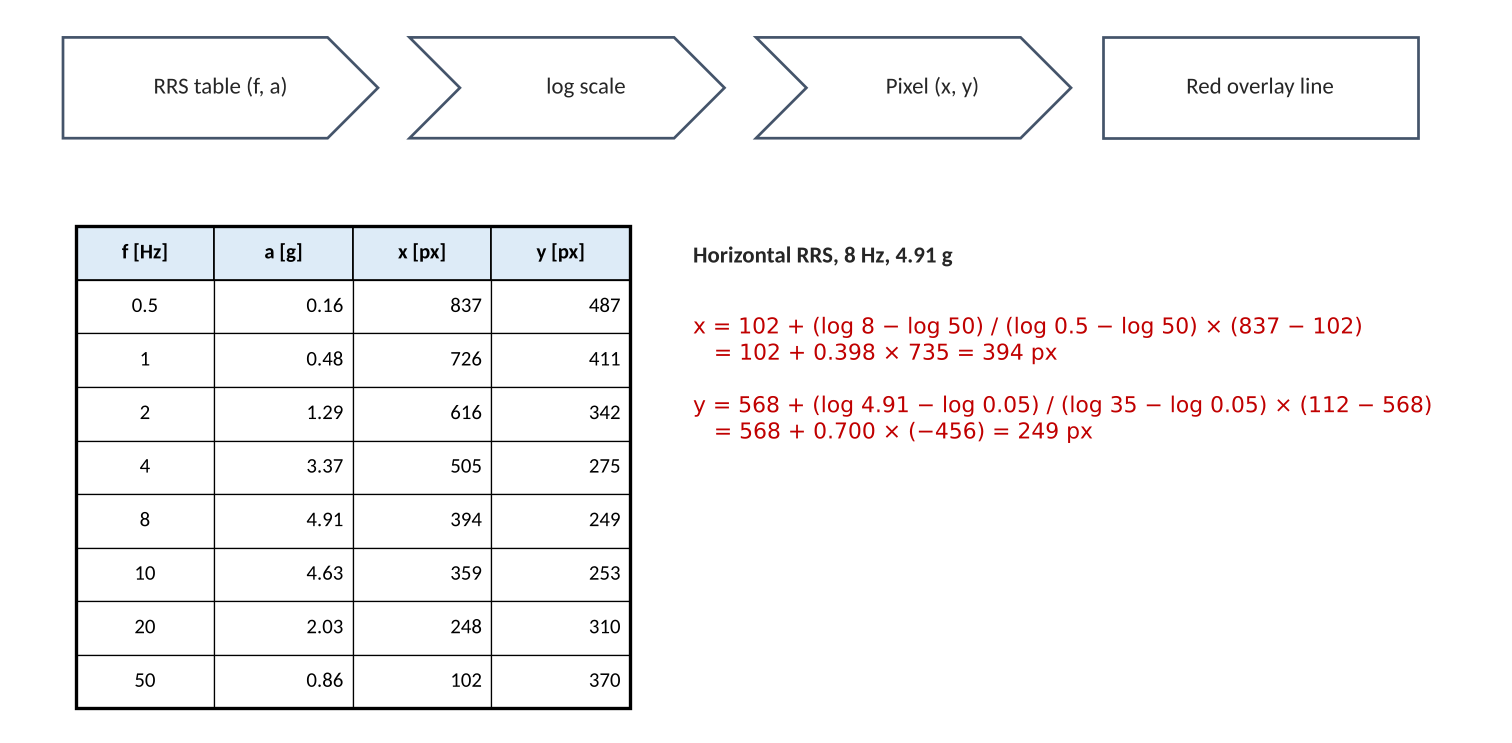 RRS table (f, a)
log scale
Pixel (x, y)
Red overlay line
f [Hz] a [g] x [px] y [px]
0.5 0.16 837 487
1 0.48 726 411
2 1.29 616 342
4 3.37 505 275
8 4.91 394 249
10 4.63 359 253
20 2.03 248 310
50 0.86 102 370
Horizontal RRS, 8 Hz, 4.91 g
x = 102 + (log 8 − log 50) / (log 0.5 − log 50) × (837 − 102)
= 102 + 0.398 × 735 = 394 px
y = 568 + (log 4.91 − log 0.05) / (log 35 − log 0.05) × (112 − 568)
= 568 + 0.700 × (−456) = 249 px